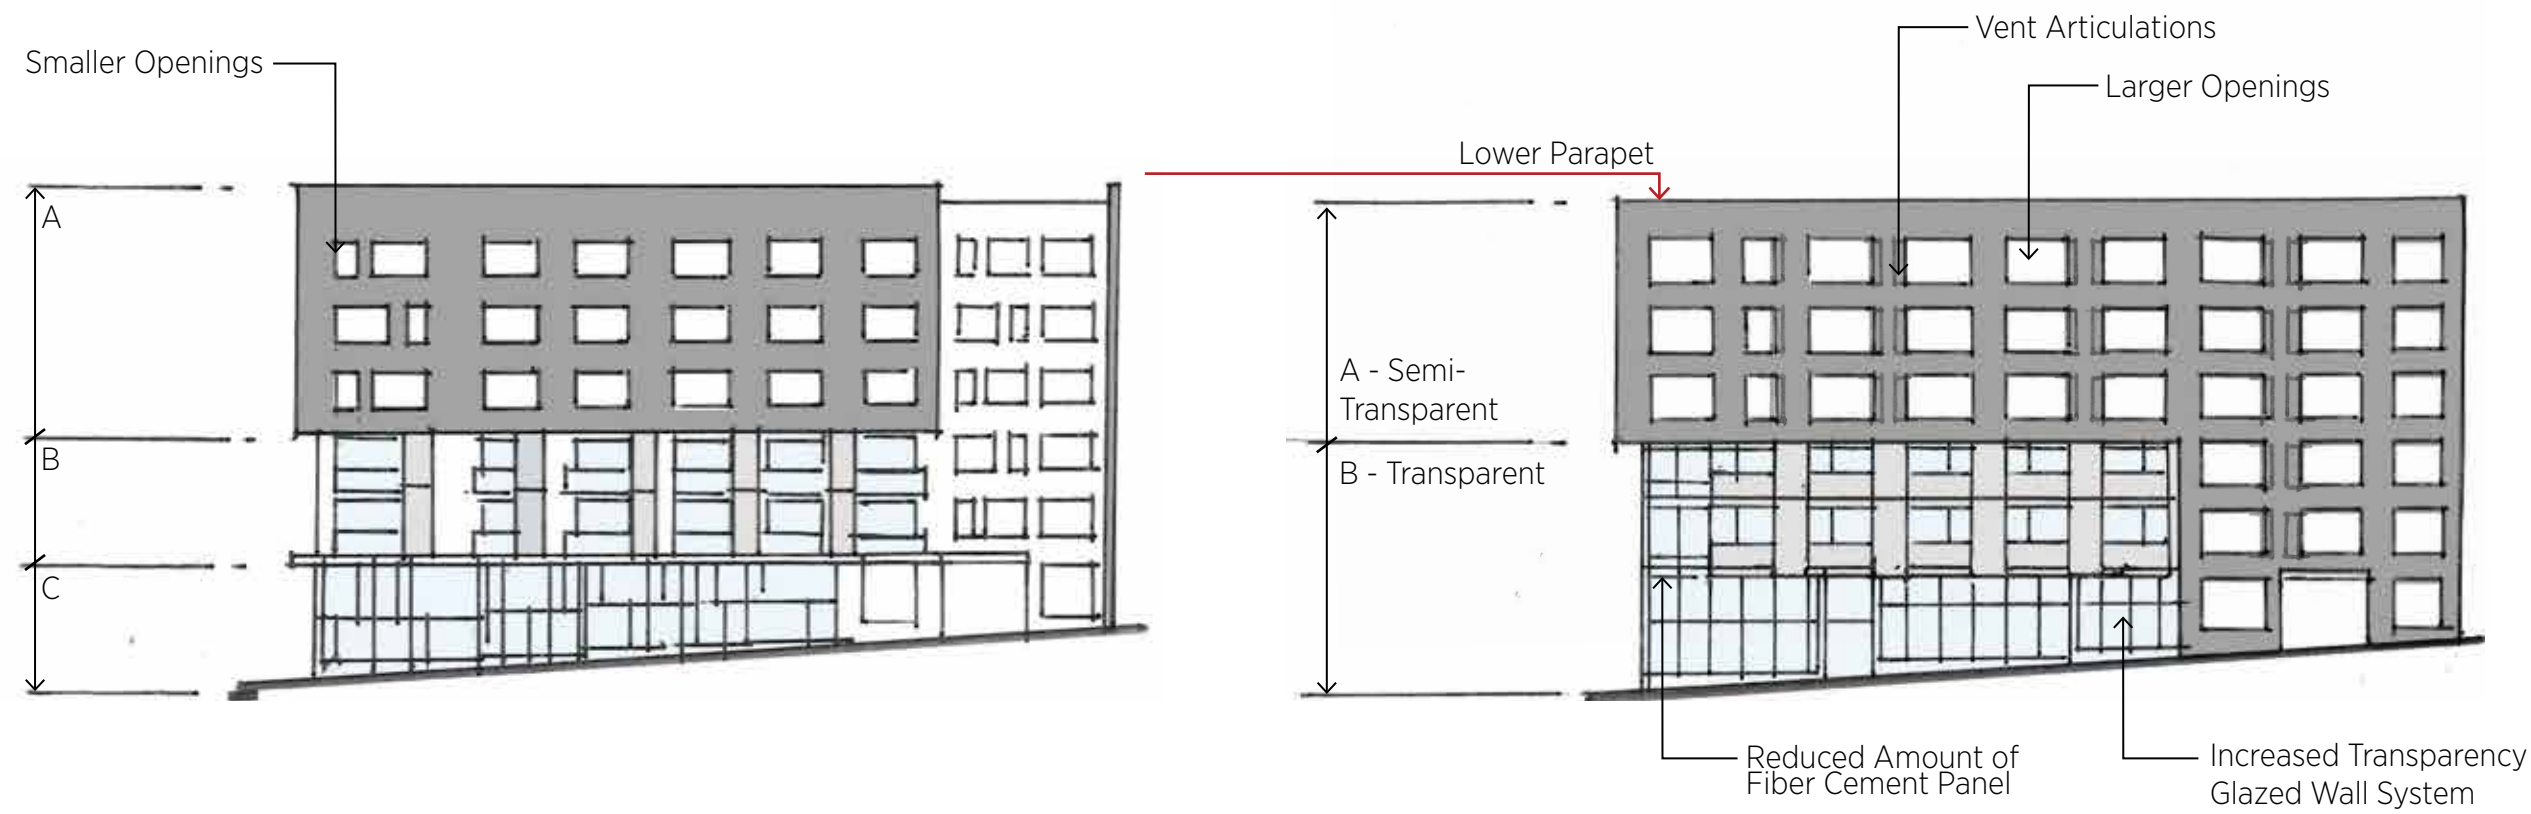 Smaller Openings
A
B
C
Vent Articulations
Larger Openings
Lower Parapet
A - Semi-
Transparent
B - Transparent
Reduced Amount of
Fiber Cement Panel
Increased Transparency
Glazed Wall System